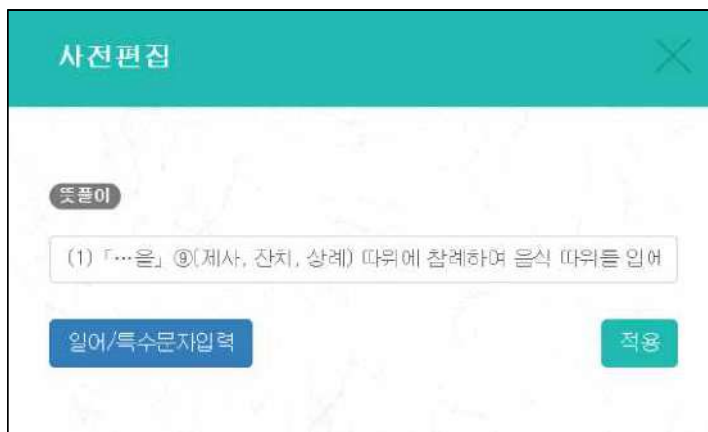 사전편집
뜻풀이
(1) 「…을」 ⑨(제사, 잔치, 상례) 따위에 참례하여 음식 따위를 입에
일어/특수문자입력
적용